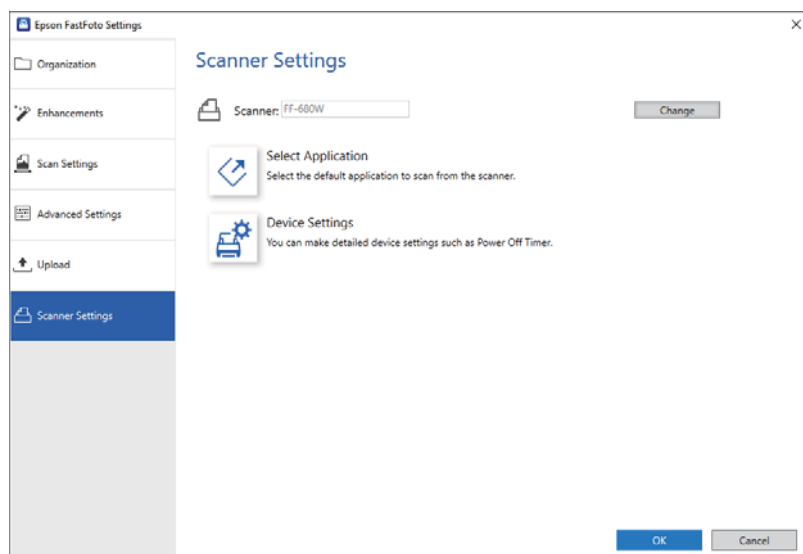 Epson FastFoto Settings
Organization
Enhancements
Scan Settings
Advanced Settings
Upload
Scanner Settings
Scanner Settings
Scanner: FF-680W
Change
Select Application
Select the default application to scan from the scanner.
Device Settings
You can make detailed device settings such as Power Off Timer.
OK
Cancel